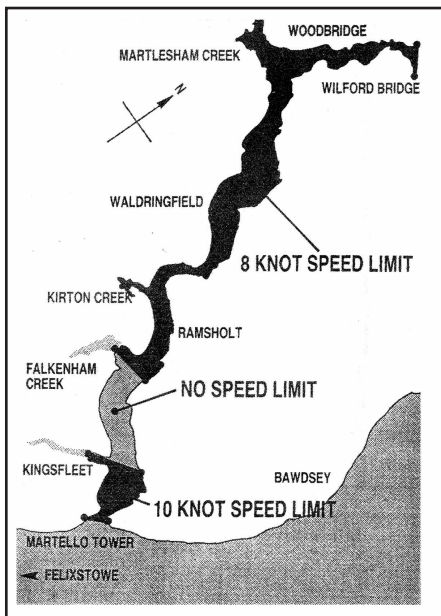 WOODBRIDGE
MARTLESHAM CREEK
WILFORD BRIDGE
N
WALDRINGFIELD
8 KNOT SPEED LIMIT
KIRTON CREEK
RAMSHOLT
FALKENHAM
CREEK
NO SPEED LIMIT
KINGSFLEET
BAWDSEY
10 KNOT SPEED LIMIT
MARTELLO TOWER
FELIXSTOWE